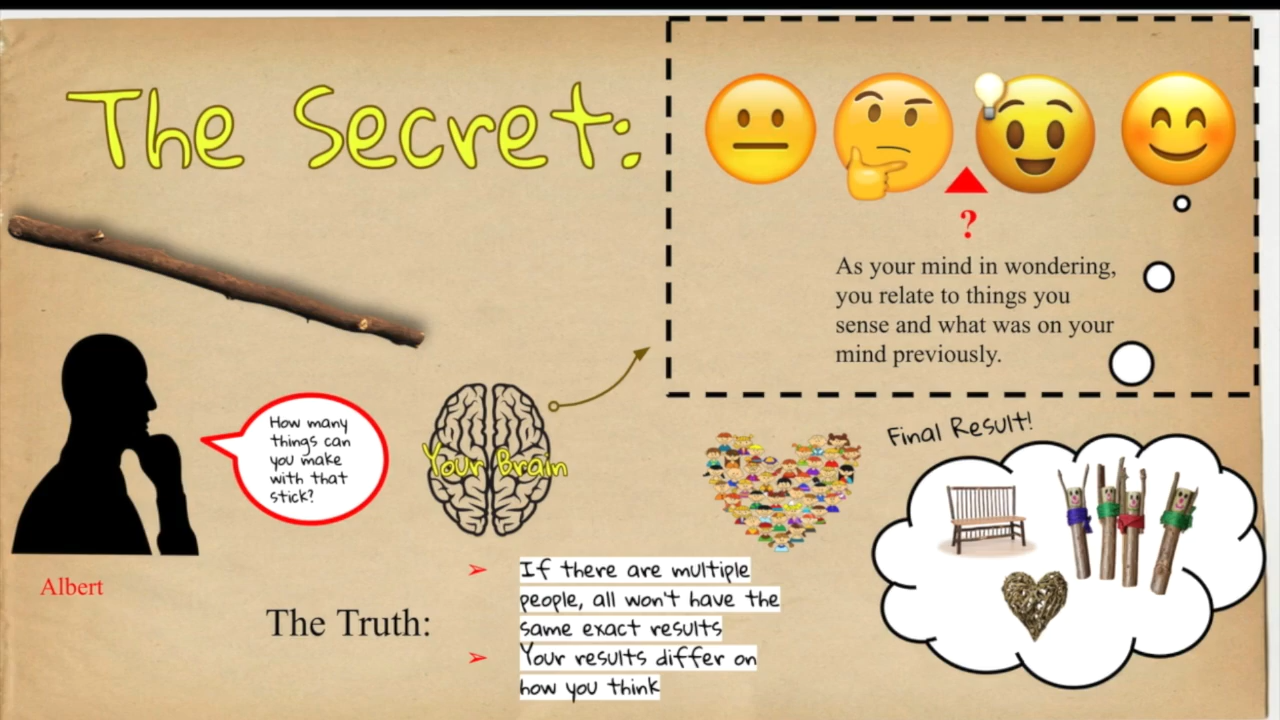 The Secret:
?
As your mind in wondering,
you relate to things you
sense and what was on your
mind previously.
How many
things can
you make
with that
stick?
Your Brain
Final Result!
Albert
The Truth:
➢ If there are multiple
people, all won't have the
same exact results
➢ Your results differ on
how you think